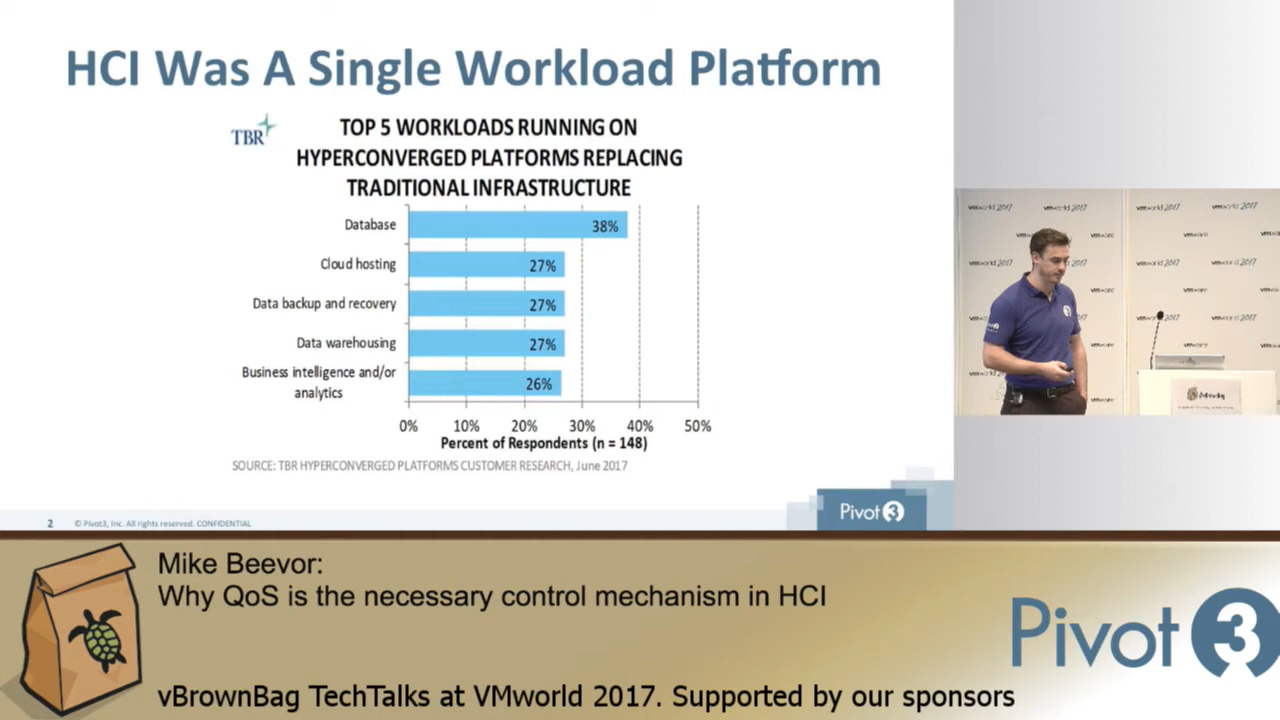 HCI Was A Single Workload Platform
TBR
TOP 5 WORKLOADS RUNNING ON
HYPERCONVERGED PLATFORMS REPLACING
TRADITIONAL INFRASTRUCTURE
Database
38%
Cloud hosting
27%
Data backup and recovery
27%
Data warehousing
27%
Business intelligence and/or
analytics
26%
0% 10% 20% 30% 40% 50%
Percent of Respondents (n = 148)
SOURCE: TBR HYPERCONVERGED PLATFORMS CUSTOMER RESEARCH, June 2017
2 © Pivot3, Inc. All rights reserved. CONFIDENTIAL
Pivot3
vmworld 2017
vmware
Mike Beevor:
Why QoS is the necessary control mechanism in HCI
Pivot3
vBrownBag TechTalks at VMworld 2017. Supported by our sponsors